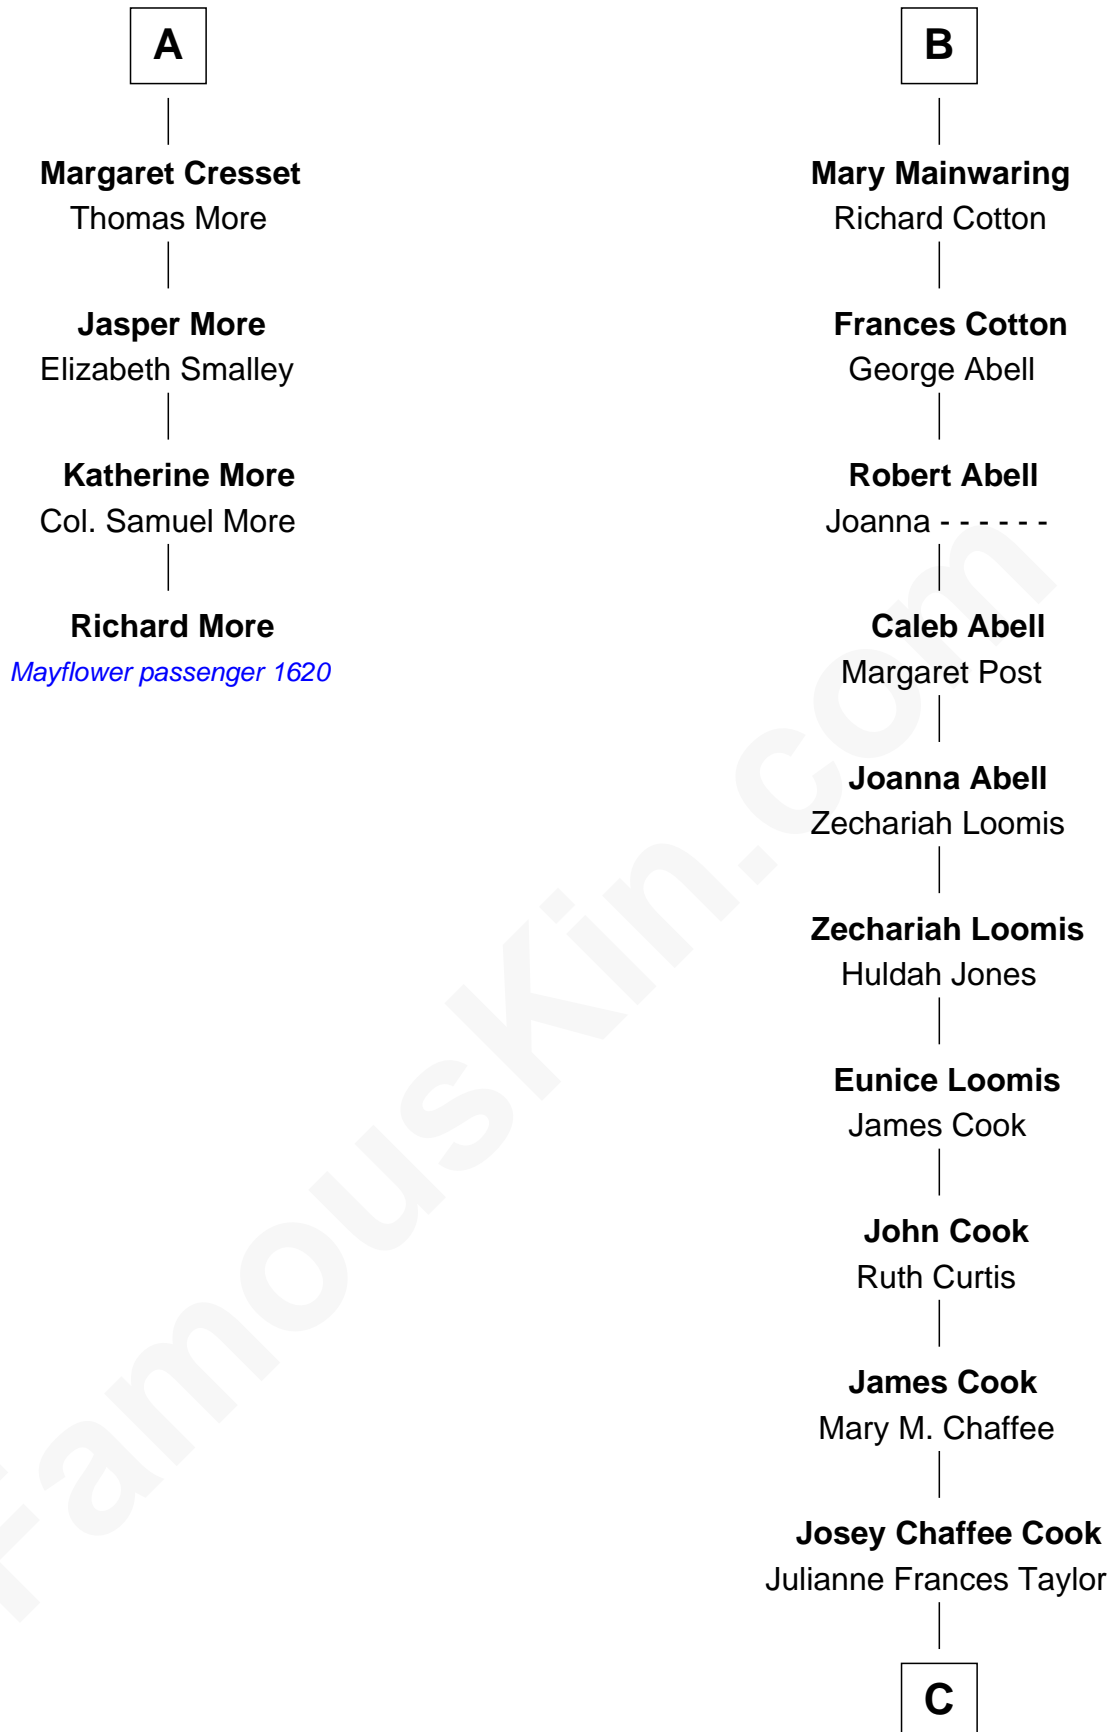 A
Margaret Cresset
Thomas More
Jasper More
Elizabeth Smalley
Katherine More
Col. Samuel More
Richard More
Mayflower passenger 1620
B
Mary Mainwaring
Richard Cotton
Frances Cotton
George Abell
Robert Abell
Joanna - - - - - -
Caleb Abell
Margaret Post
Joanna Abell
Zechariah Loomis
Zechariah Loomis
Huldah Jones
Eunice Loomis
James Cook
John Cook
Ruth Curtis
James Cook
Mary M. Chaffee
Josey Chaffee Cook
Julianne Frances Taylor
C
FamousKin.com